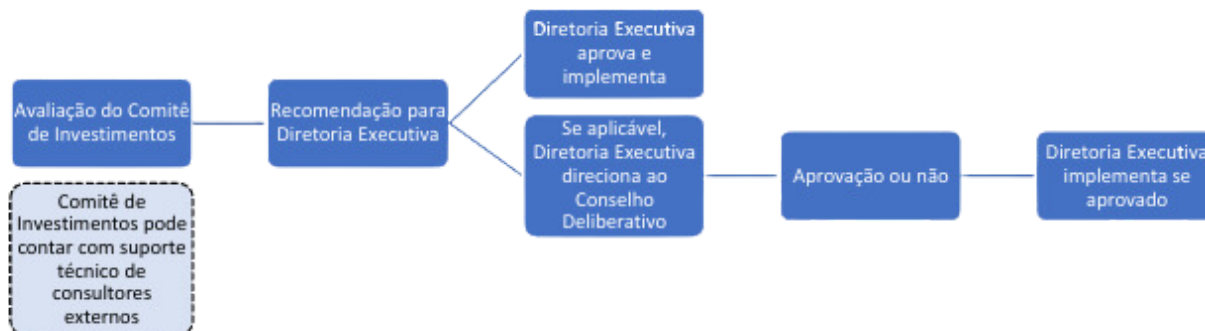 Avaliação do Comitê
de Investimentos
Comitê de
Investimentos pode
contar com suporte
técnico de
consultores
externos
Recomendação para
Diretoria Executiva
Diretoria Executiva
aprova e
implementa
Se aplicável,
Diretoria Executiva
direciona ao
Conselho
Deliberativo
Aprovação ou não
Diretoria Executiva
implementa se
aprovado